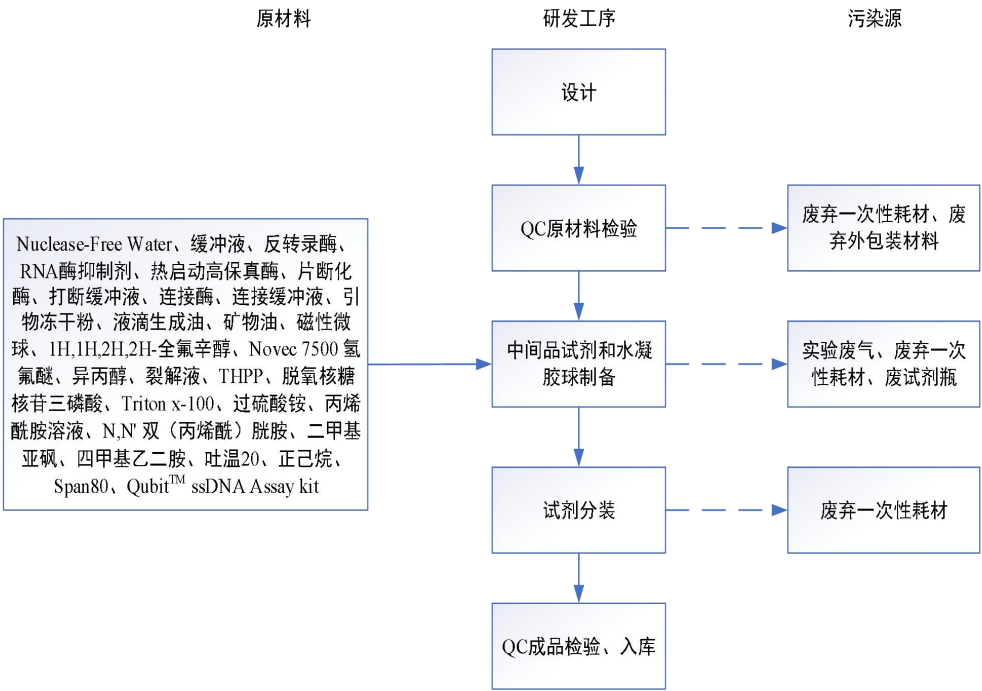 原材料
研发工序
污染源
设计
QC原材料检验
废弃一次性耗材、废
弃外包装材料
Nuclease-Free Water、缓冲液、反转录酶、
RNA酶抑制剂、热启动高保真酶、片断化
酶、打断缓冲液、连接酶、连接缓冲液、引
物冻干粉、液滴生成油、矿物油、磁性微
球、1H,1H,2H,2H-全氟辛醇、Novec 7500 氢
氟醚、异丙醇、裂解液、THPP、脱氧核糖
核苷三磷酸、Triton x-100、过硫酸铵、丙烯
酰胺溶液、N,N' 双（丙烯酰）胱胺、二甲基
亚砜、四甲基乙二胺、吐温20、正己烷、
Span80、Qubit™ ssDNA Assay kit
中间品试剂和水凝
胶球制备
实验废气、废弃一次
性耗材、废试剂瓶
试剂分装
废弃一次性耗材
QC成品检验、入库